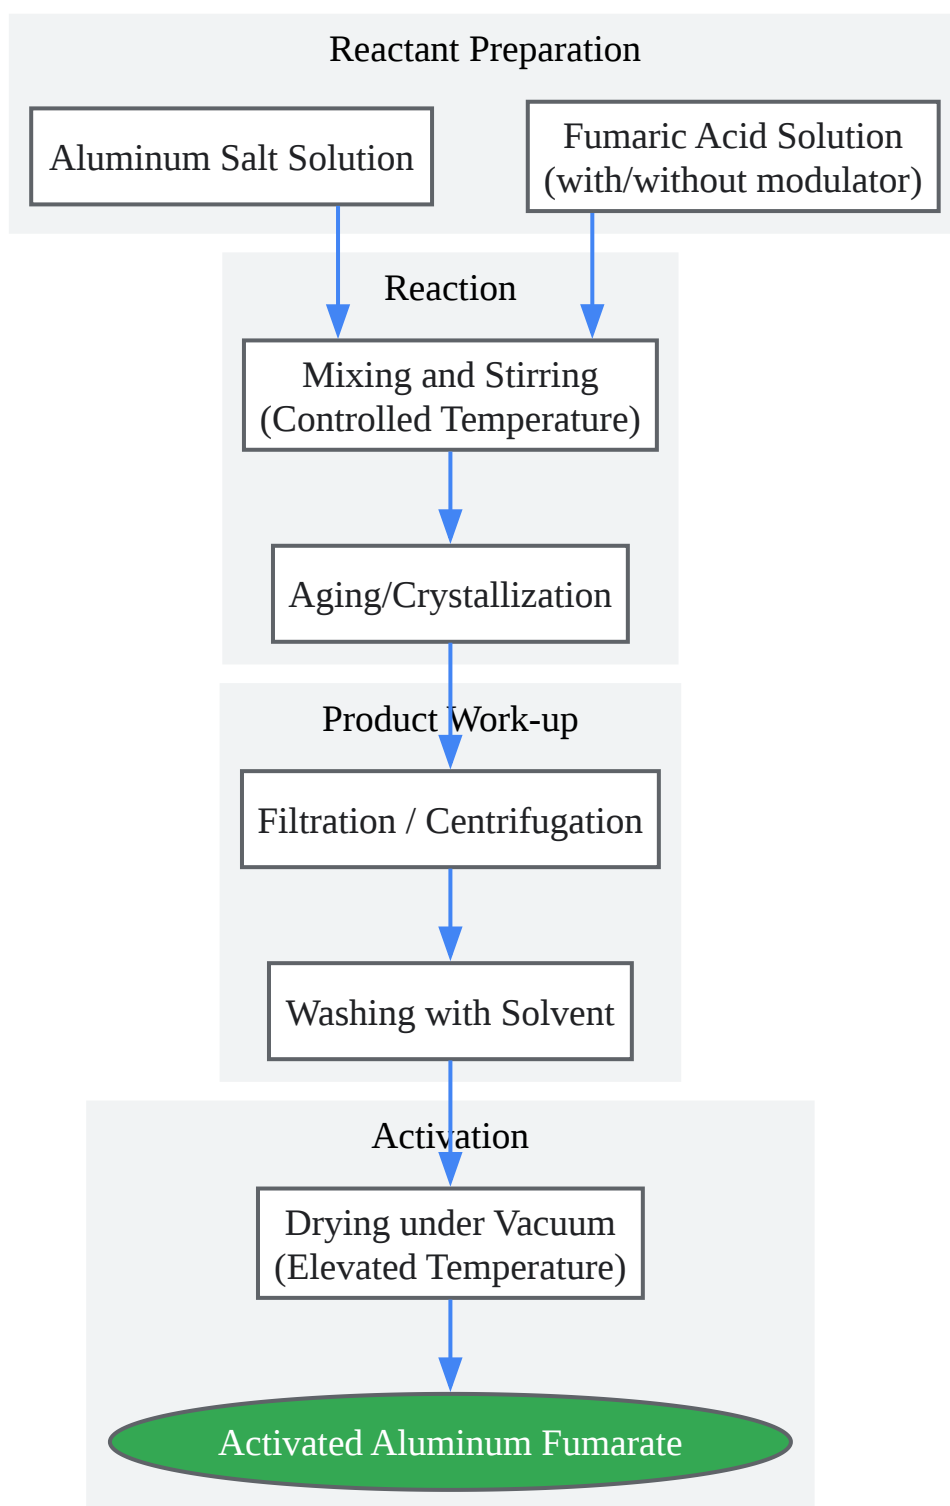 Reactant Preparation
Aluminum Salt Solution
Fumaric Acid Solution
(with/without modulator)
Reaction
Mixing and Stirring
(Controlled Temperature)
Aging/Crystallization
Product Work-up
Filtration / Centrifugation
Washing with Solvent
Activation
Drying under Vacuum
(Elevated Temperature)
Activated Aluminum Fumarate